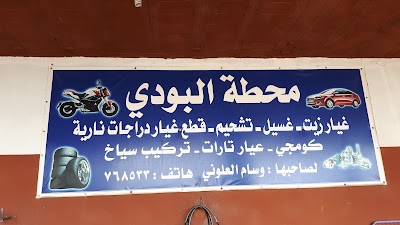 محطة البودي
غيار زيت - غسيل - تشحيم - قطع غيار دراجات نارية
كومجي - عيار تارات - تركيب سياخ
لصاحبها : وسام العلوني هاتف : ٧٦٨٥٣٣